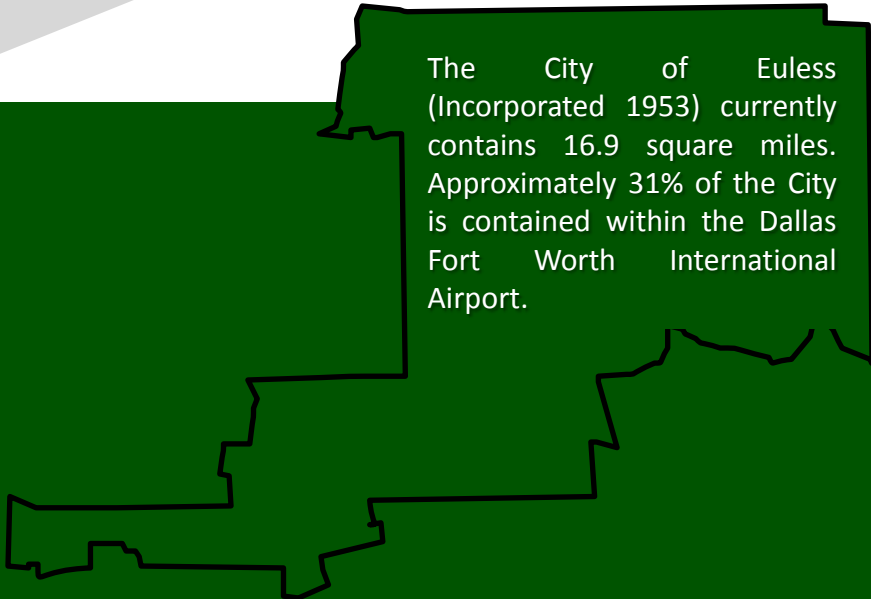 The City of Euless
(Incorporated 1953) currently
contains 16.9 square miles.
Approximately 31% of the City
is contained within the Dallas
Fort Worth International
Airport.